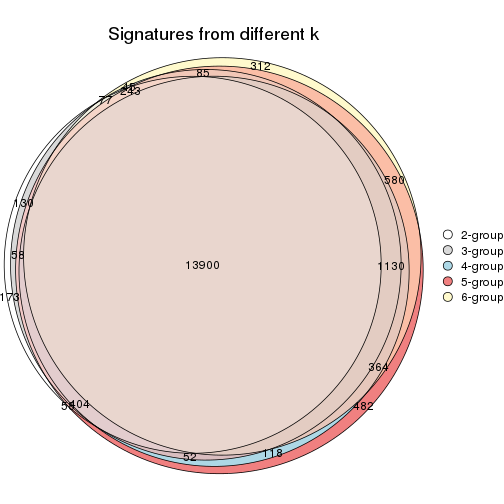 Signatures from different k
312
85
243
77
580
130
58
13900
1130
173
364
404
482
118
52
2-group
3-group
4-group
5-group
6-group